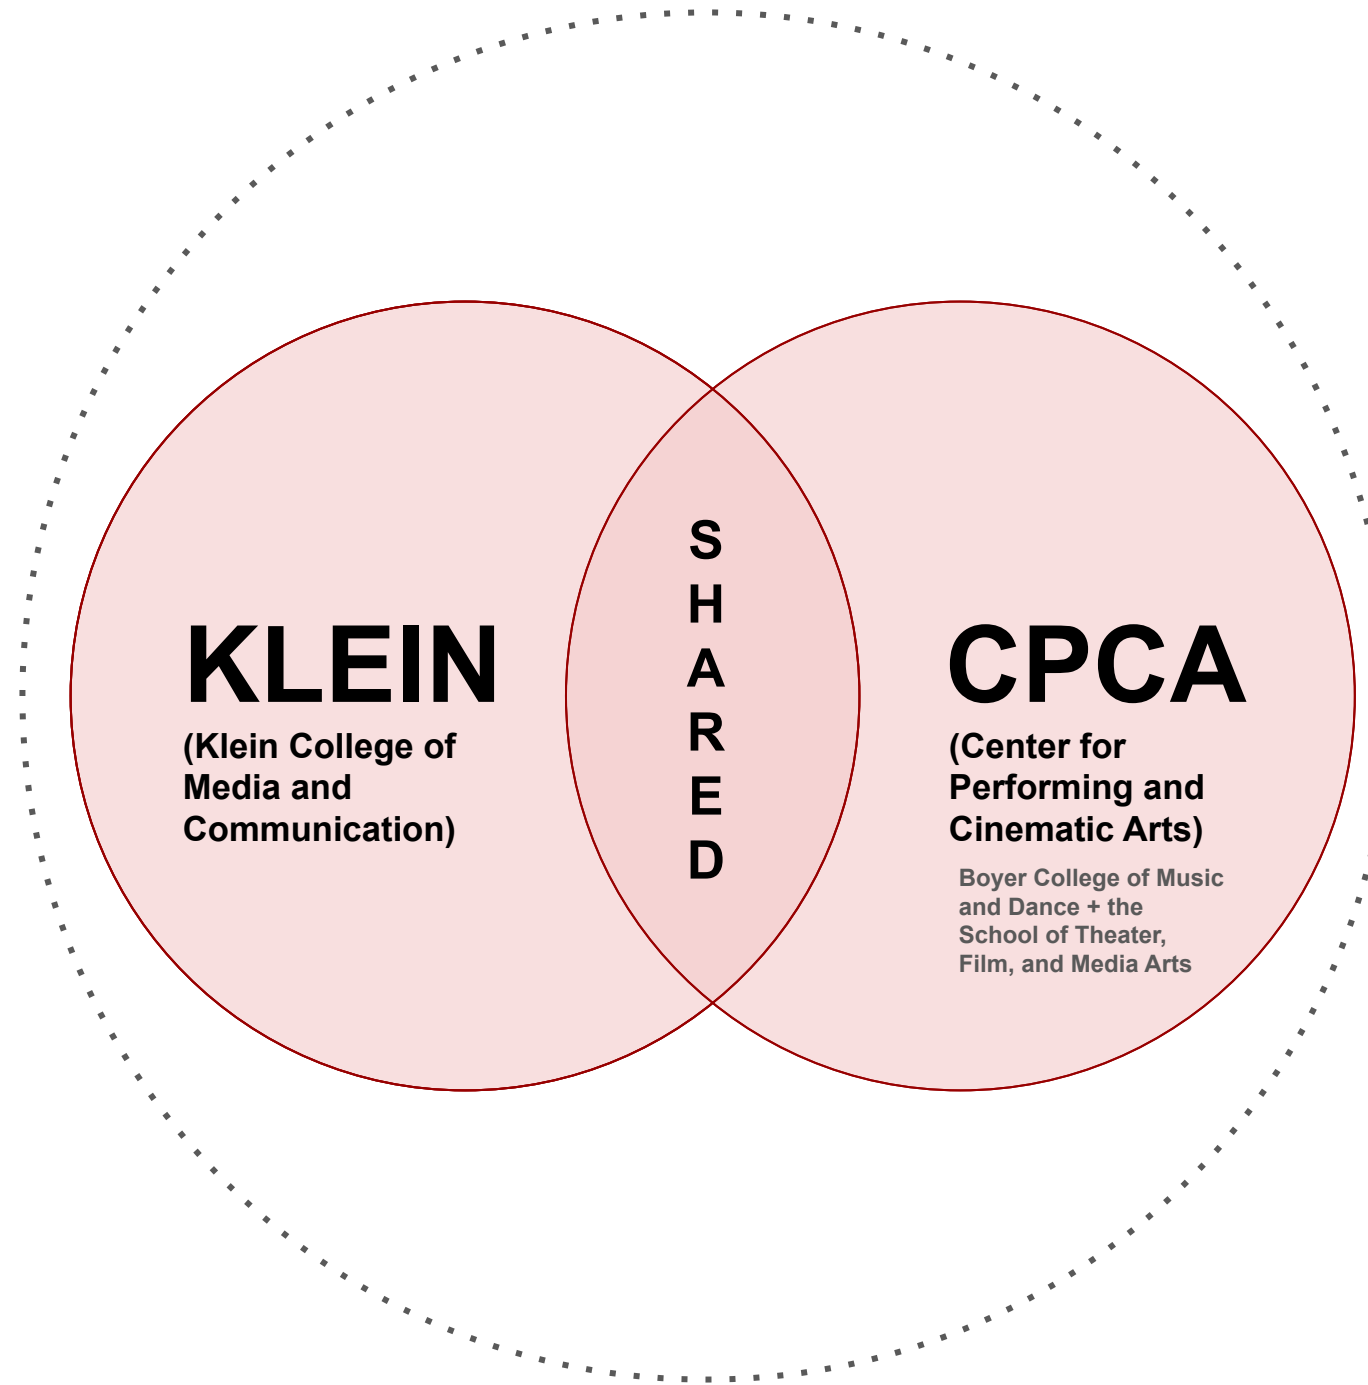 KLEIN
(Klein College of
Media and
Communication)
S
H
A
R
E
D
CPCA
(Center for
Performing and
Cinematic Arts)
Boyer College of Music
and Dance + the
School of Theater,
Film, and Media Arts